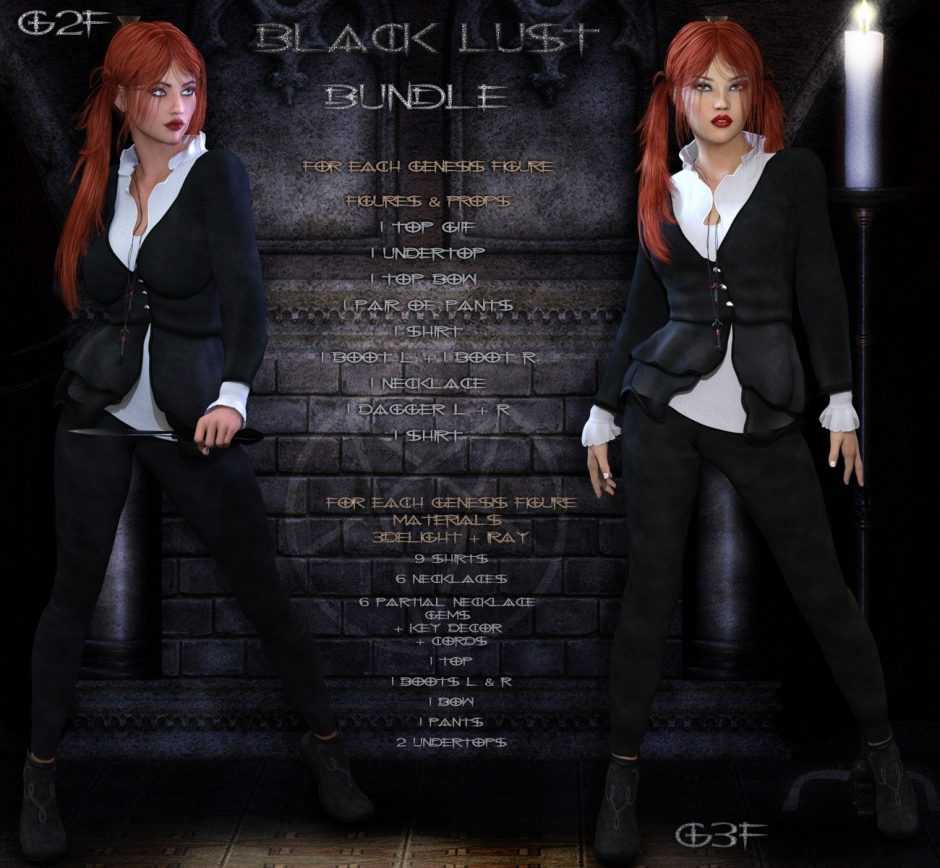 G2F
BLACK LUST
BUNDLE
FOR EACH GENESIS FIGURE
FIGURES & PROPS
1 TOP GIF
1 UNDERTOP
1 TOP BOW
1 PAIR OF PANTS
1 SHIRT
1 BOOT L + 1 BOOT R
1 NECKLACE
1 DAGGER L + R
1 SHIRT
FOR EACH GENESIS FIGURE
MATERIALS
3DELIGHT + IRAY
9 SHIRTS
6 NECKLACES
6 PARTIAL NECKLACE
GEMS
+ KEY DECOR
+ CORDS
1 TOP
1 BOOTS L & R
1 BOW
1 PANTS
2 UNDERTOPS
G3F